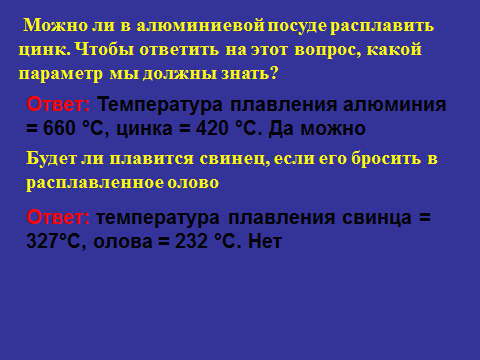 Можно ли в алюминиевой посуде расплавить
цинк. Чтобы ответить на этот вопрос, какой
параметр мы должны знать?
Ответ: Температура плавления алюминия
= 660 °С, цинка = 420 °С. Да можно
Будет ли плавится свинец, если его бросить в
расплавленное олово
Ответ: температура плавления свинца =
327°С, олова = 232 °С. Нет